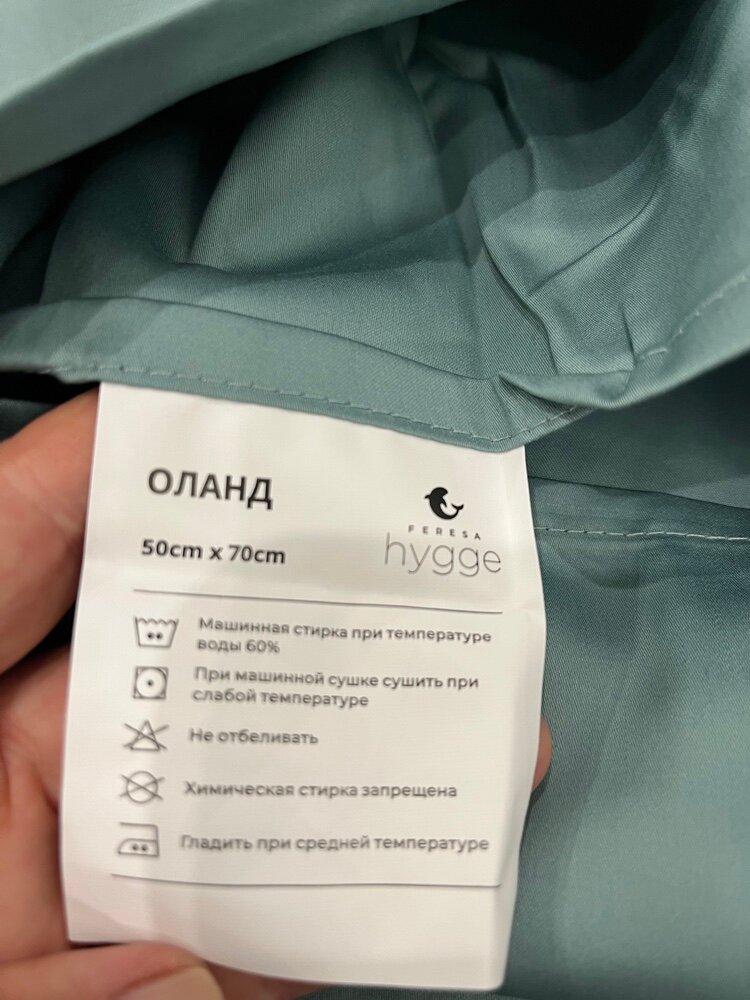 ОЛАНД
FERESA
hygge
50cm x 70cm
Машинная стирка при температуре
воды 60%
При машинной сушке сушить при
слабой температуре
Не отбеливать
Химическая стирка запрещена
Гладить при средней температуре